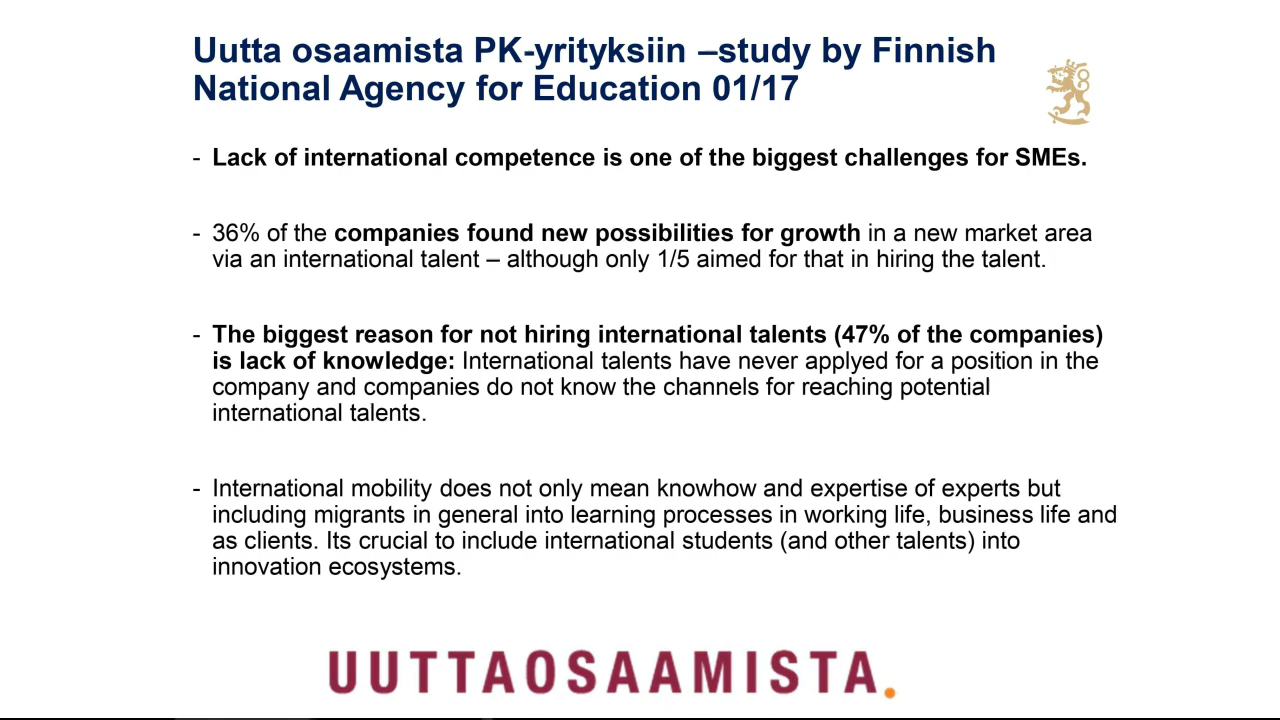 Uutta osaamista PK-yrityksiin –study by Finnish
National Agency for Education 01/17
- Lack of international competence is one of the biggest challenges for SMEs.
- 36% of the companies found new possibilities for growth in a new market area
via an international talent – although only 1/5 aimed for that in hiring the talent.
- The biggest reason for not hiring international talents (47% of the companies)
is lack of knowledge: International talents have never applyed for a position in the
company and companies do not know the channels for reaching potential
international talents.
- International mobility does not only mean knowhow and expertise of experts but
including migrants in general into learning processes in working life, business life and
as clients. Its crucial to include international students (and other talents) into
innovation ecosystems.
UUTTAOSAAMISTA.